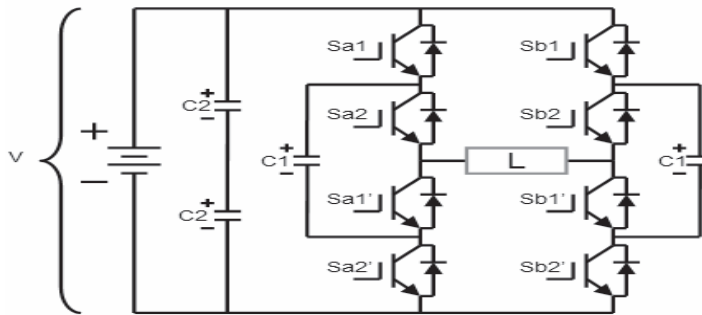 Sa1
Sb1
C2
+
-
Sa2
Sb2
V
+
-
C1
+
-
L
C1
+
-
C2
+
-
Sa1’
Sb1’
Sa2’
Sb2’